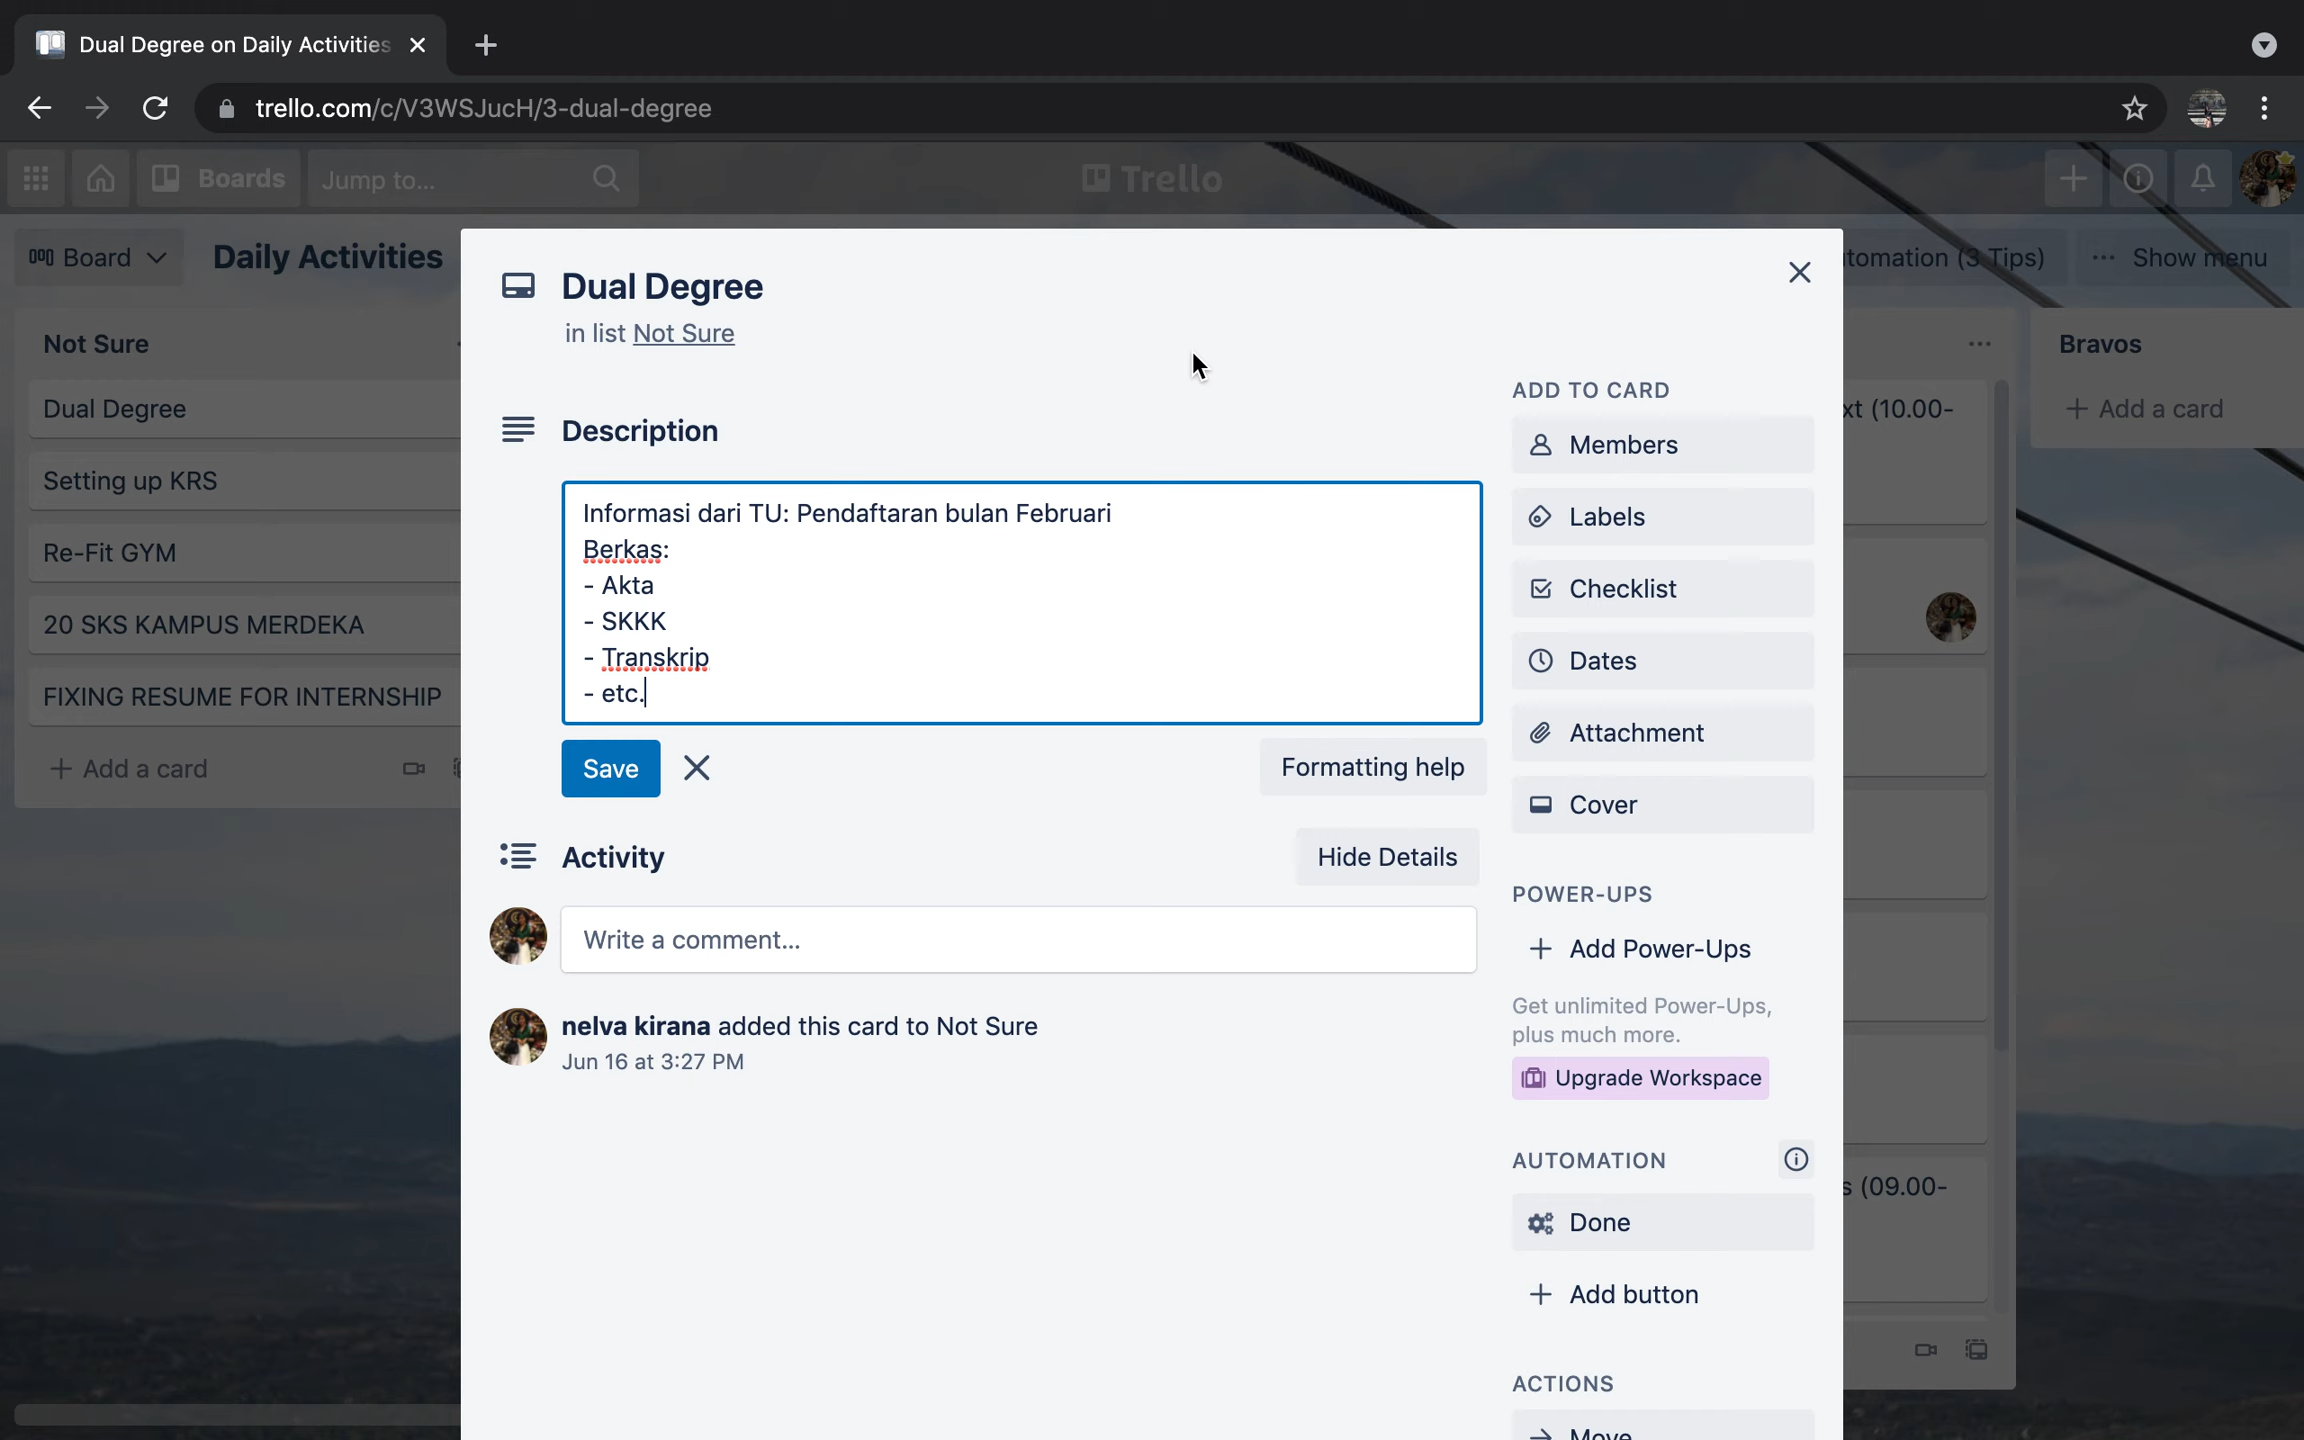 Dual Degree on Daily Activities
trello.com/c/V3WSJucH/3-dual-degree
Boards
Jump to...
Trello
Board
Daily Activities
tomation (3 Tips)
Show menu
Not Sure
Dual Degree
Setting up KRS
Re-Fit GYM
20 SKS KAMPUS MERDEKA
FIXING RESUME FOR INTERNSHIP
+ Add a card
Dual Degree
in list Not Sure
Description
Informasi dari TU: Pendaftaran bulan Februari
Berkas:
- Akta
- SKKK
- Transkrip
- etc.
Save
Formatting help
Activity
Hide Details
Write a comment...
nelva kirana added this card to Not Sure
Jun 16 at 3:27 PM
ADD TO CARD
Members
Labels
Checklist
Dates
Attachment
Cover
POWER-UPS
+ Add Power-Ups
Get unlimited Power-Ups,
plus much more.
Upgrade Workspace
AUTOMATION
Done
+ Add button
ACTIONS
Move
xt (10.00-
s (09.00-
Bravos
+ Add a card